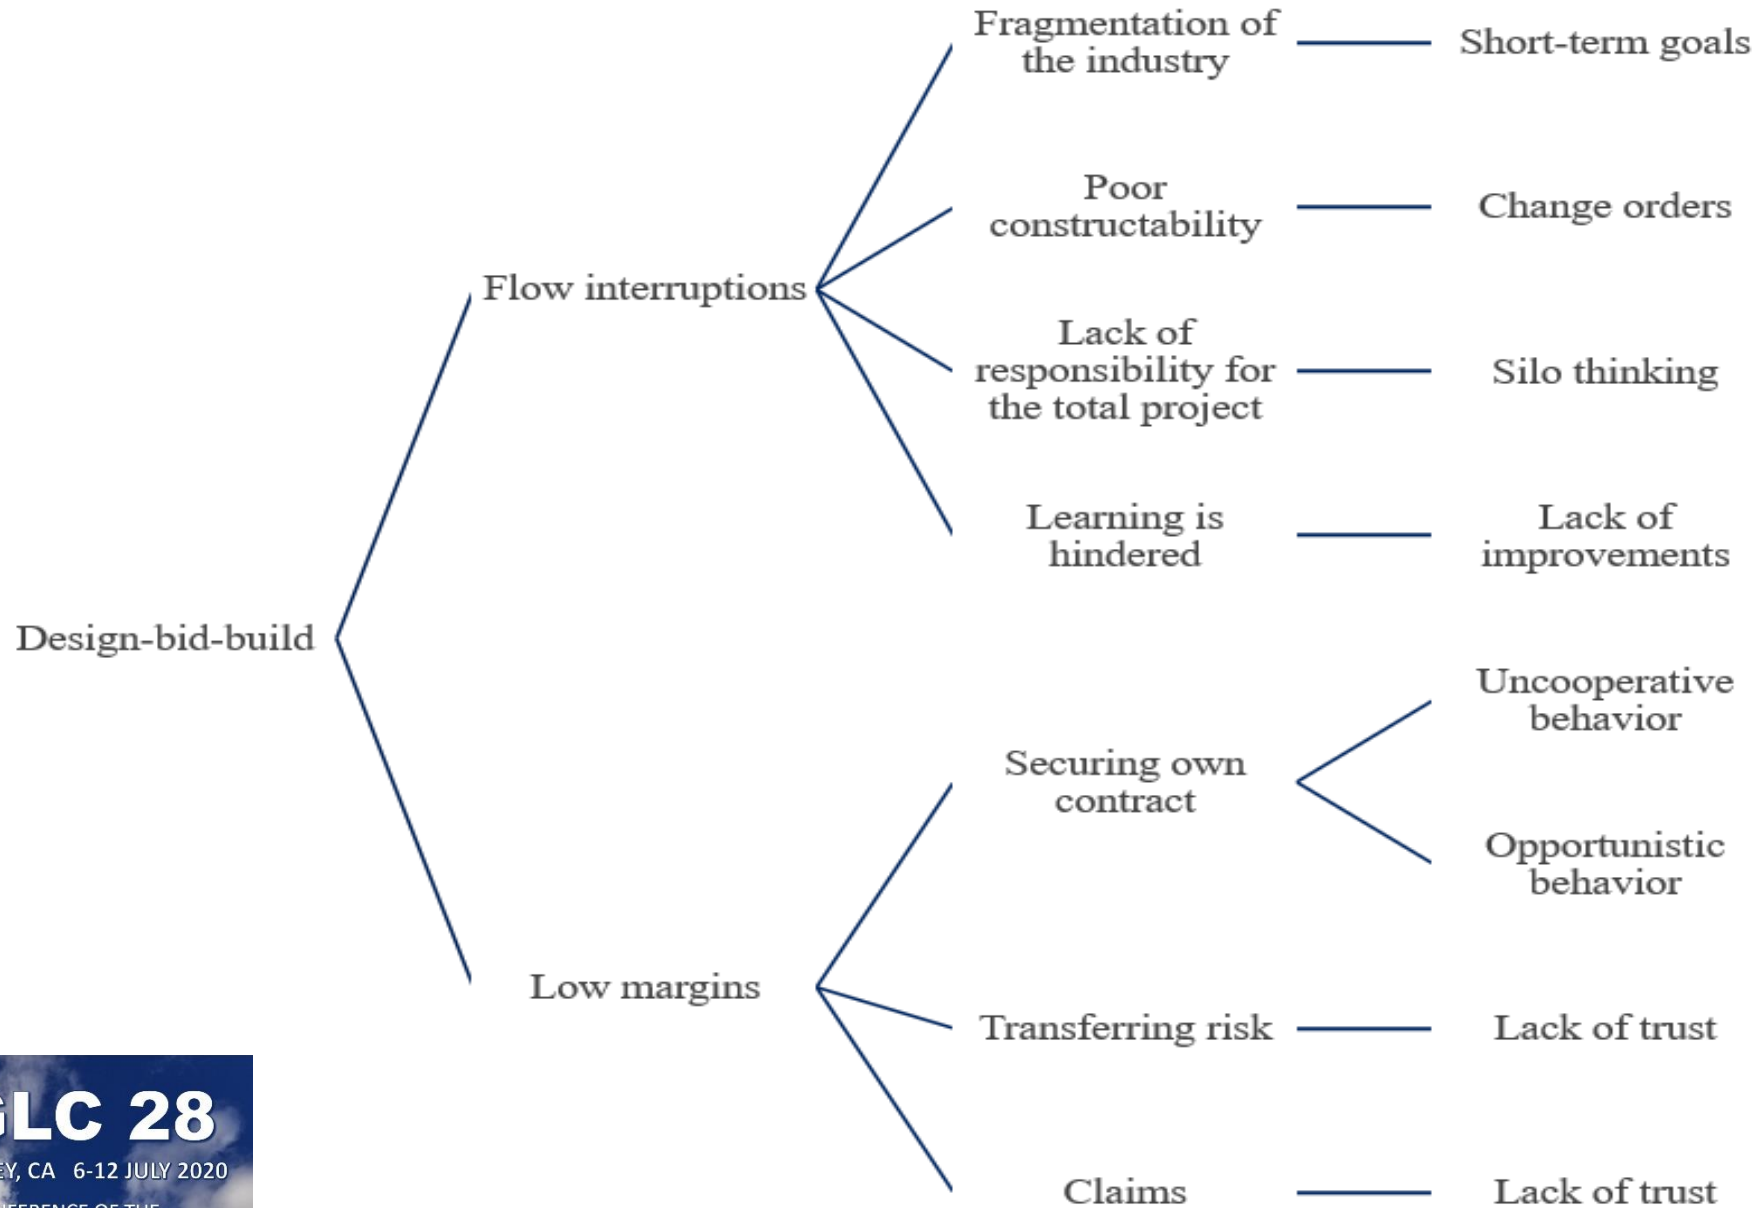 Fragmentation of
the industry
Short-term goals
Poor
constructability
Change orders
Flow interruptions
Lack of
responsibility for
the total project
Silo thinking
Learning is
hindered
Lack of
improvements
Design-bid-build
Uncooperative
behavior
Securing own
contract
Opportunistic
behavior
Low margins
Transferring risk
Lack of trust
Claims
Lack of trust
LC 28
CA 6-12 JULY 2020
OF THE